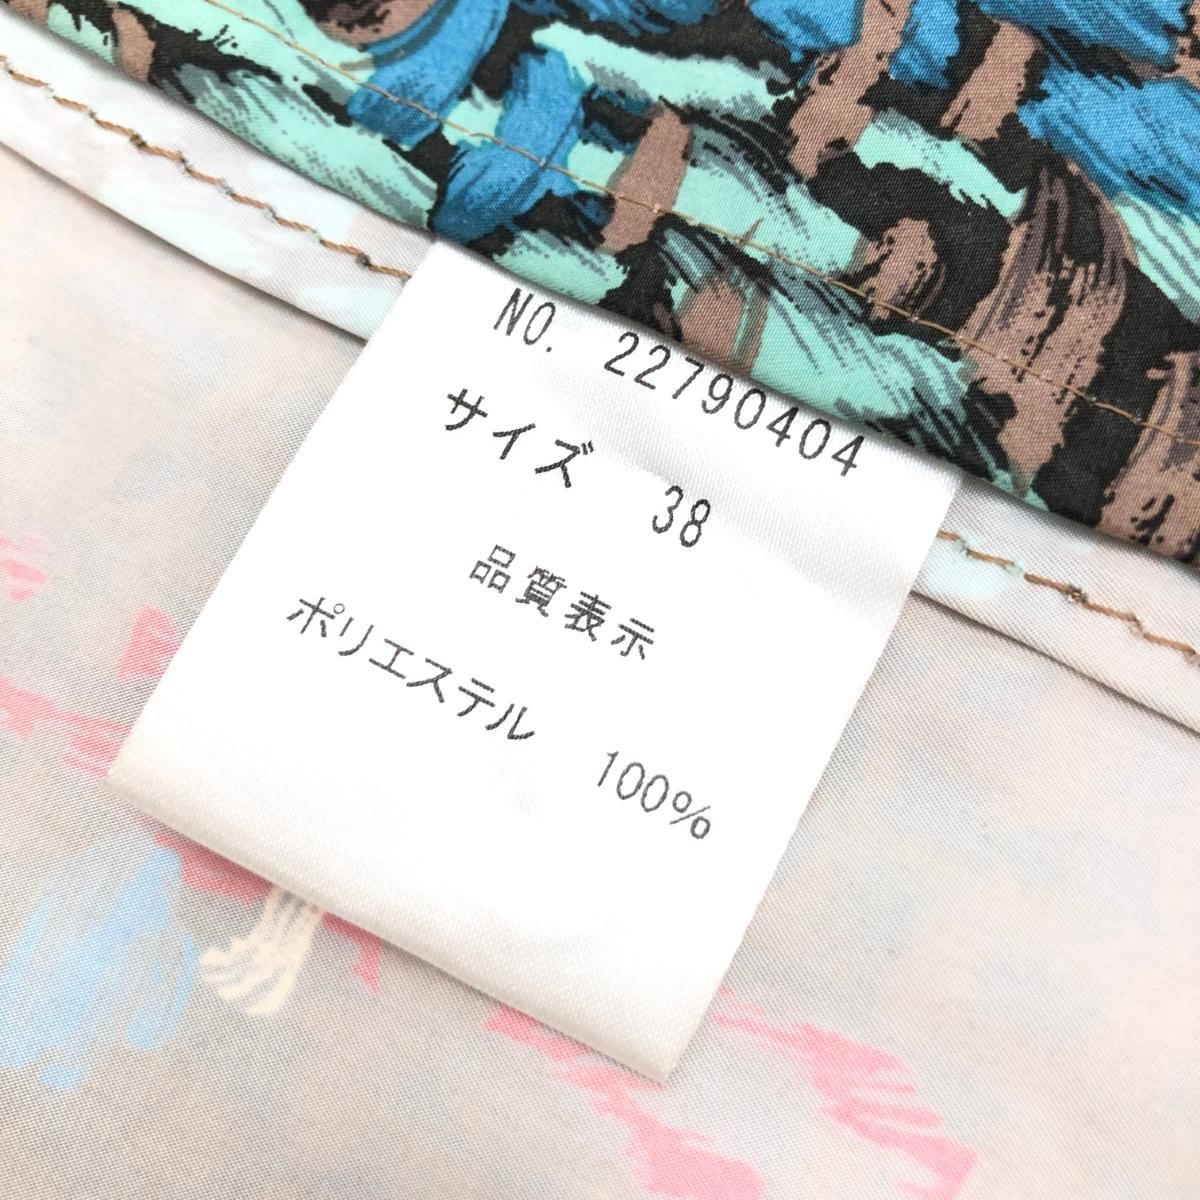 NO. 22790404
サイズ 38
品質表示
ポリエステル 100%